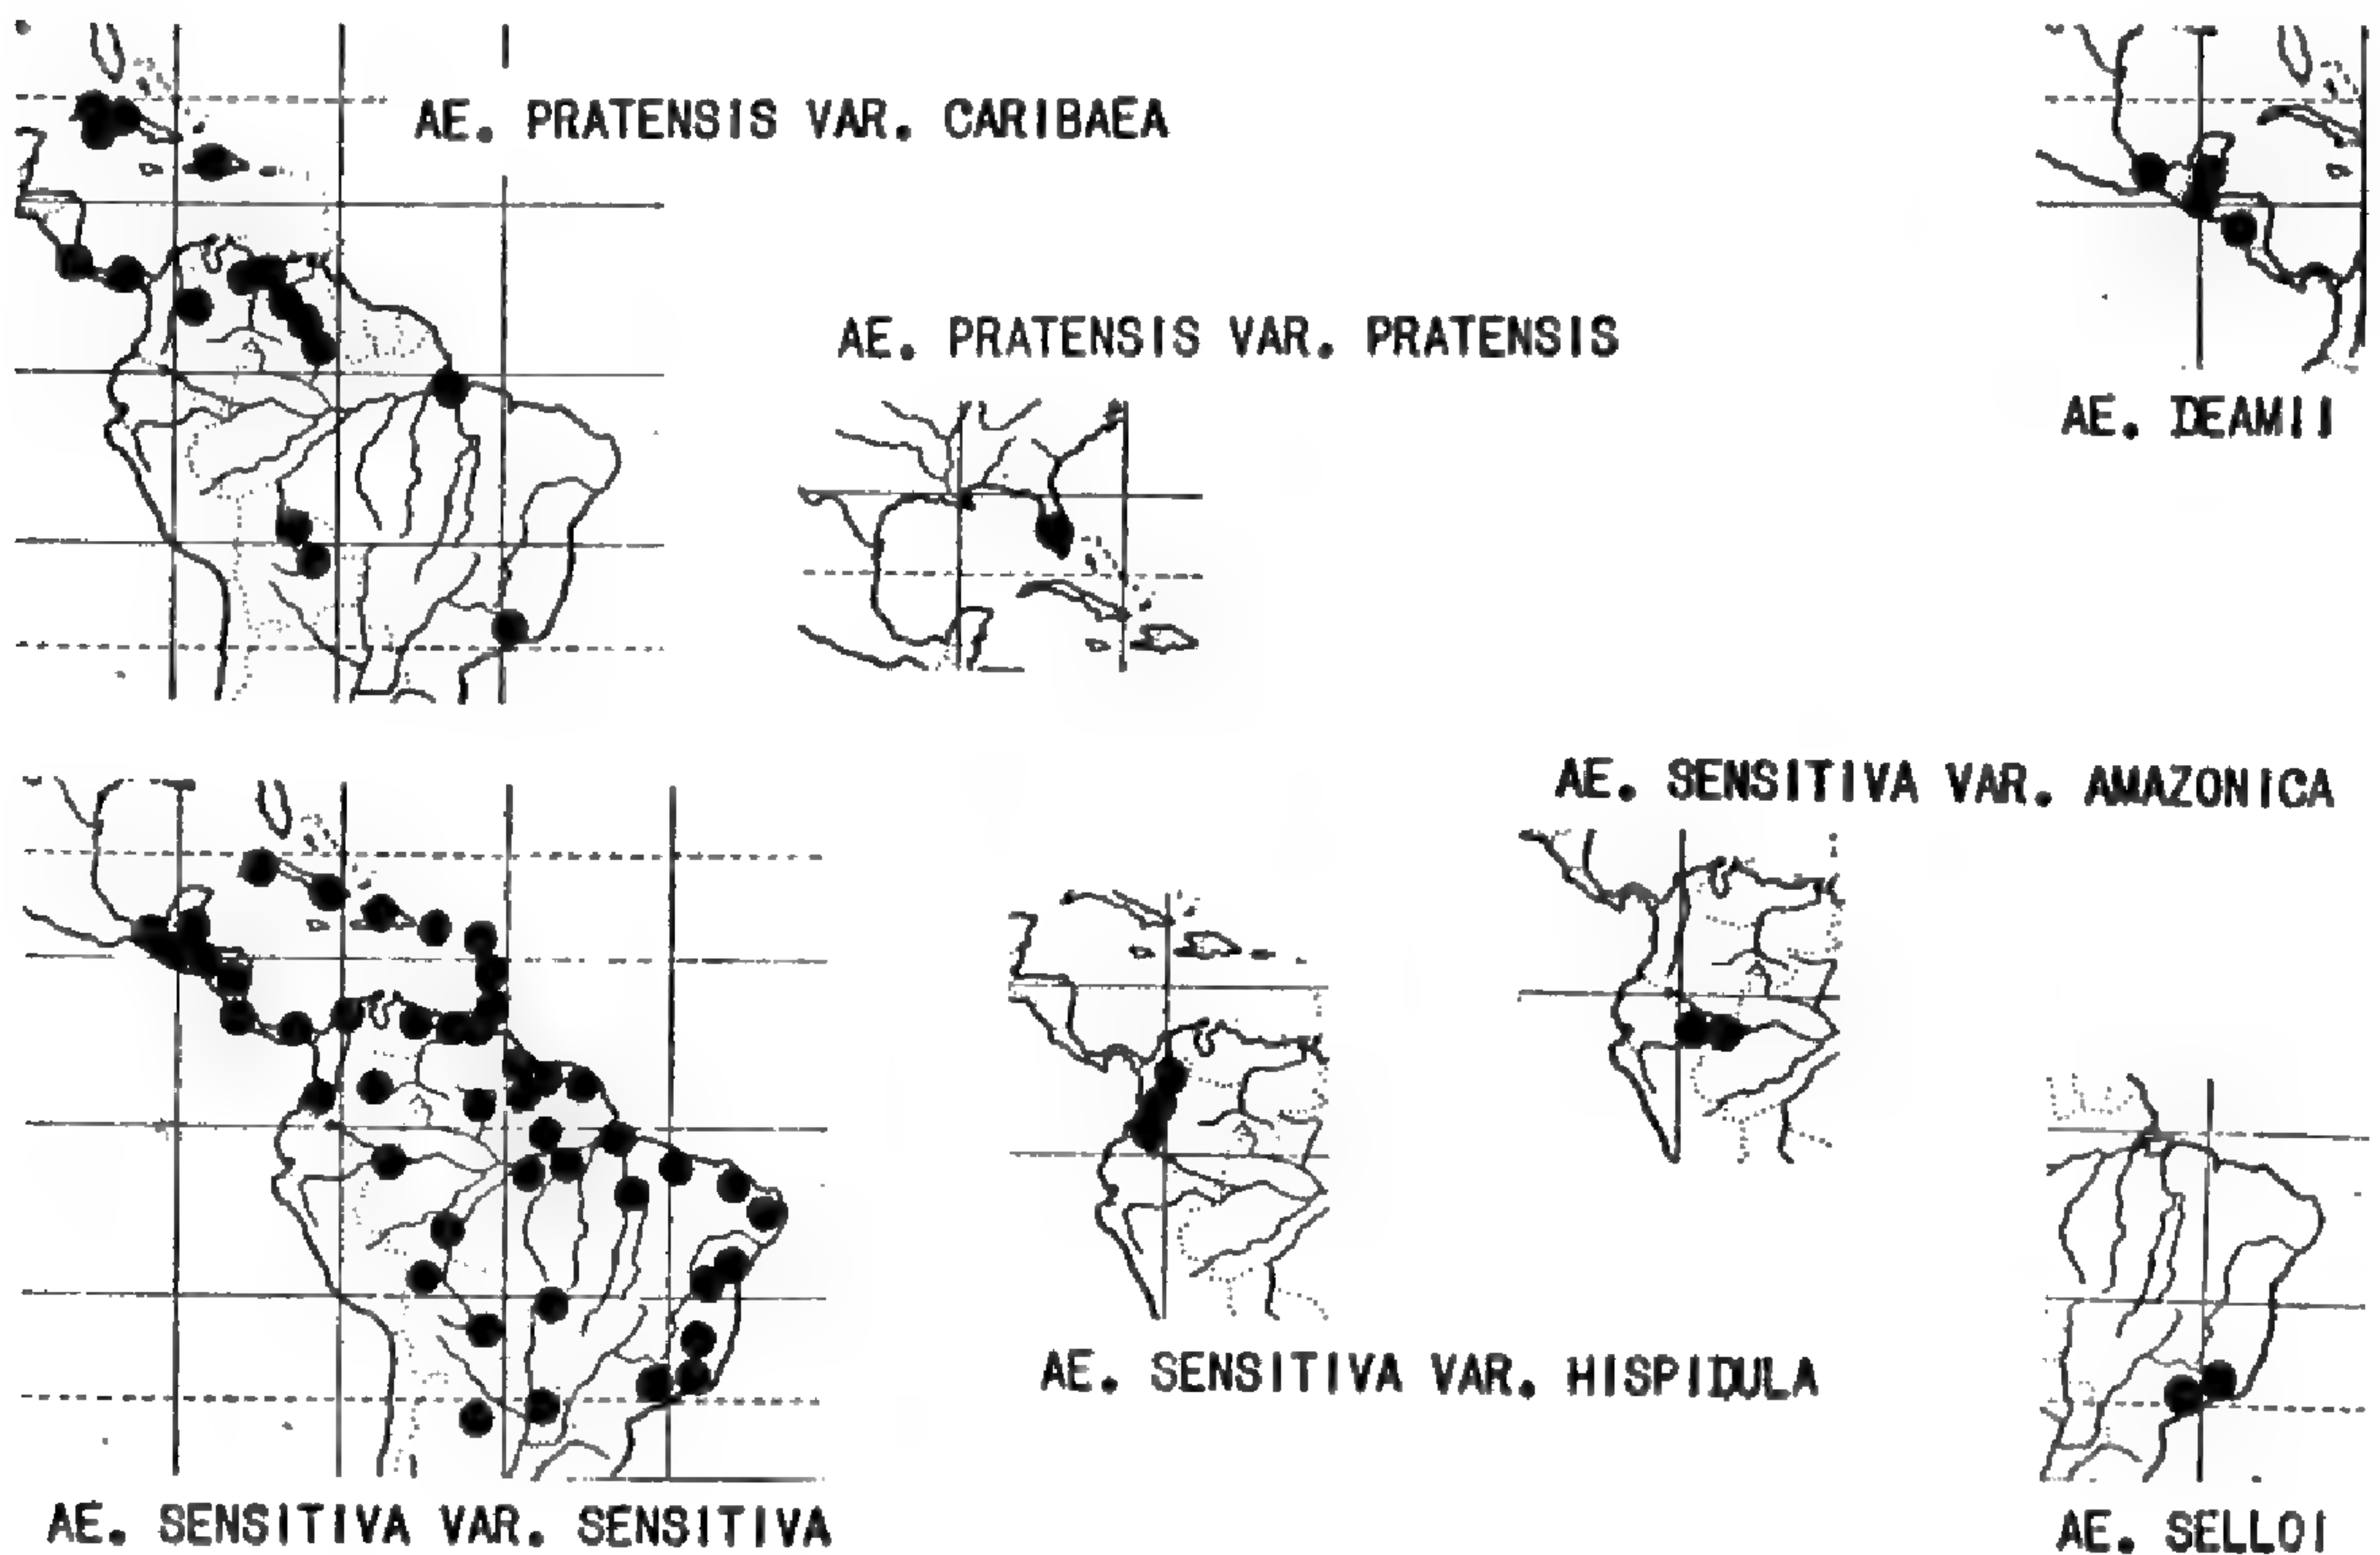 AE. PRATENSIS VAR. CARIBAEA
AE. PRATENSIS VAR. PRATENSIS
AE. DEAMII
AE. SENSITIVA VAR. AMAZONICA
AE. SENSITIVA VAR. HISPIDULA
AE. SENSITIVA VAR. SENSITIVA
AE. SELLOI